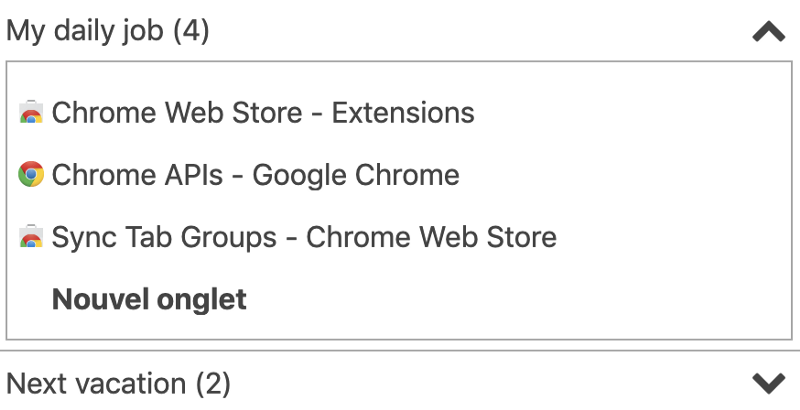 My daily job (4)
Chrome Web Store - Extensions
Chrome APIs - Google Chrome
Sync Tab Groups - Chrome Web Store
Nouvel onglet
Next vacation (2)